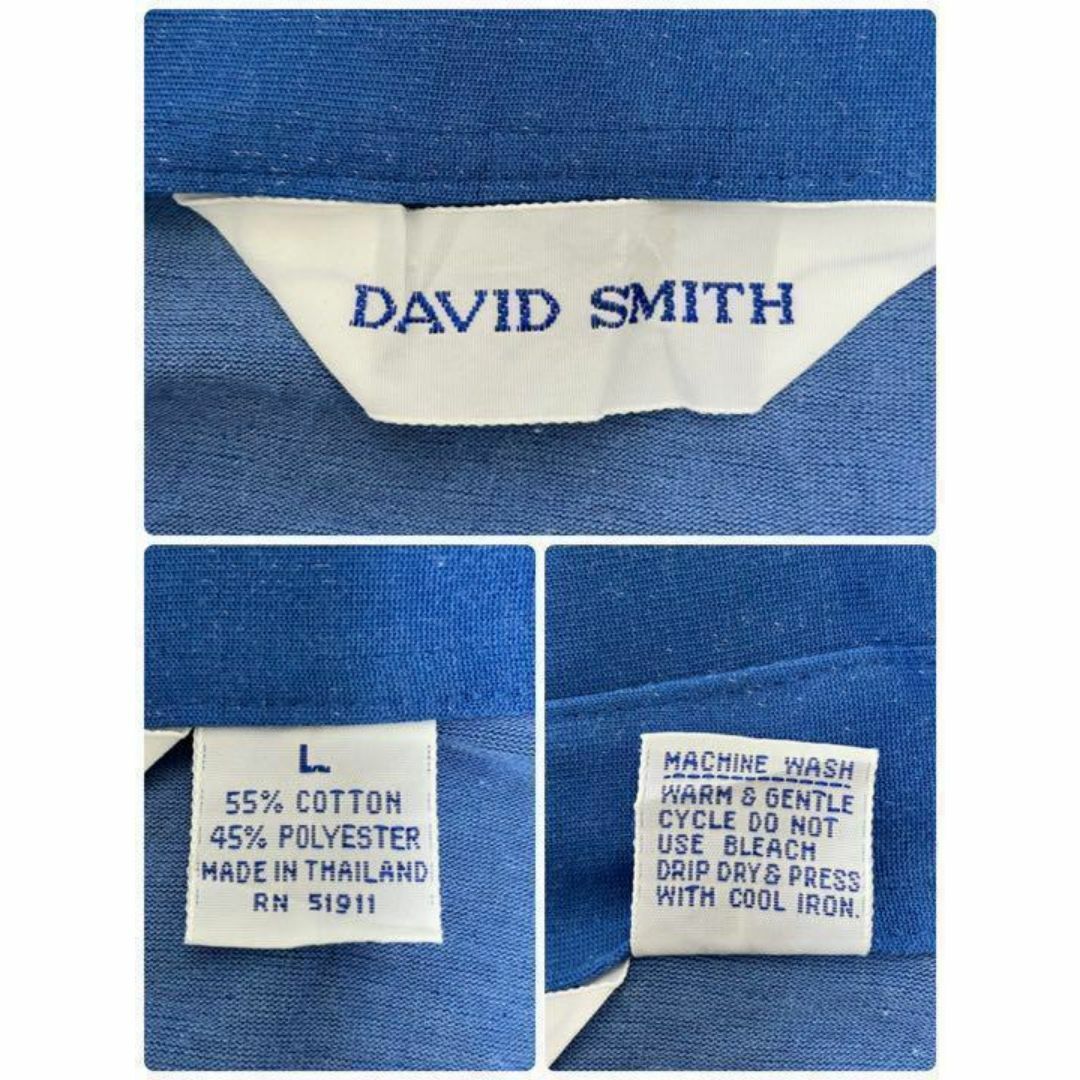 DAVID SMITH
L
55% COTTON
45% POLYESTER
MADE IN THAILAND
RN 51911
MACHINE WASH
WARM & GENTLE
CYCLE DO NOT
USE BLEACH
DRIP DRY & PRESS
WITH COOL IRON.